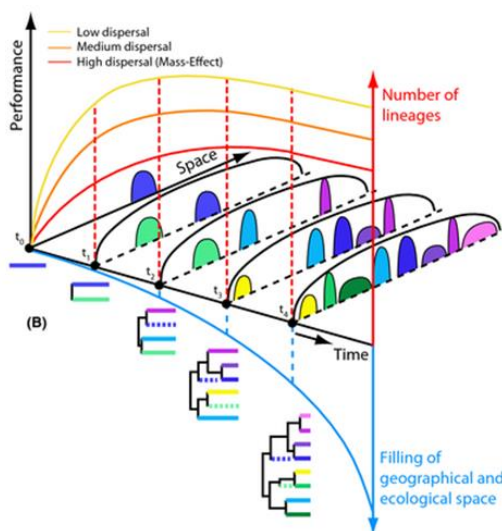 Performance
Low dispersal
Medium dispersal
High dispersal (Mass-Effect)
Number of
lineages
Space
t0
t1
t2
t3
t4
(B)
Time
Filling of
geographical and
ecological space